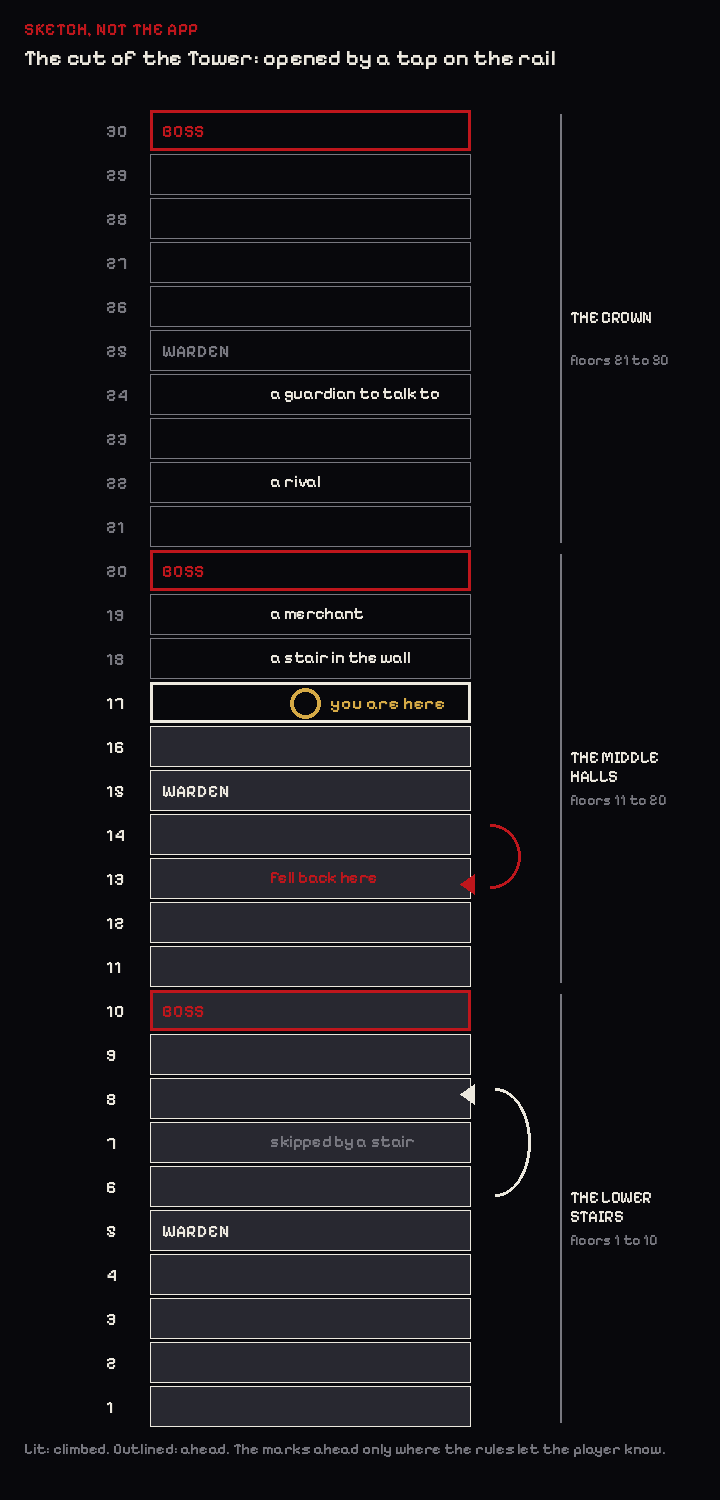 SKETCH, NOT THE APP
The cut of the Tower: opened by a tap on the rail
30 BOSS
29
28
27
26
THE CROWN
25 WARDEN
floors 21 to 30
24 a guardian to talk to
23
22 a rival
21
20 BOSS
19 a merchant
18 a stair in the wall
17 you are here
16
THE MIDDLE
HALLS
15 WARDEN
floors 11 to 20
14
13 fell back here
12
11
10 BOSS
9
8
7 skipped by a stair
6
THE LOWER
STAIRS
5 WARDEN
floors 1 to 10
4
3
2
1
Lit: climbed. Outlined: ahead. The marks ahead only where the rules let the player know.